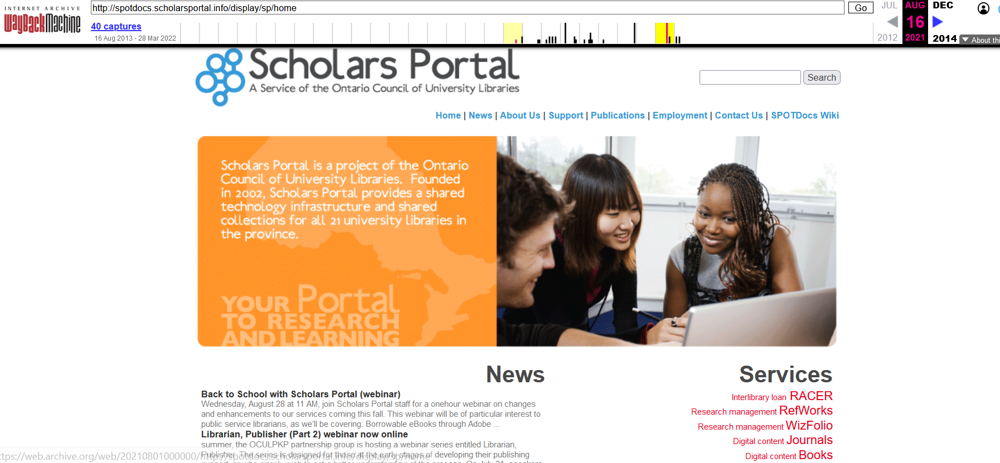 INTERNET ARCHIVE
WayBackMachine
http://spotdocs.scholarsportal.info/display/sp/home
Go
JUL AUG DEC
40 captures
16
16 Aug 2013 - 28 Mar 2022
2012 2021 2014
About thi
Scholars Portal
A Service of the Ontario Council of University Libraries
Search
Home | News | About Us | Support | Publications | Employment | Contact Us | SPOTDocs Wiki
Scholars Portal is a project of the Ontario
Council of University Libraries. Founded
in 2002, Scholars Portal provides a shared
technology infrastructure and shared
collections for all 21 university libraries in
the province.
YOUR Portal
TO RESEARCH
AND LEARNING
News
Back to School with Scholars Portal (webinar)
Wednesday, August 28 at 11 AM, join Scholars Portal staff for a onehour webinar on changes
and enhancements to our services coming this fall. This webinar will be of particular interest to
public service librarians, as we'll be covering: Borrowable eBooks through Adobe ...
Librarian, Publisher (Part 2) webinar now online
summer, the OCULPKP partnership group is hosting a webinar series entitled Librarian,
Publisher. The series is designed for those at the early stages of developing their publishing
Services
Interlibrary loan RACER
Research management RefWorks
Research management WizFolio
Digital content Journals
Digital content Books
ttps://web.archive.org/web/20210801000000/http://spotdocs.scholarsportal.info/display/sp/home